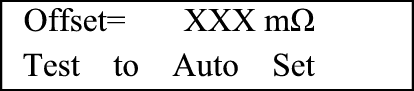 Offset= XXX mΩ
Test to Auto Set